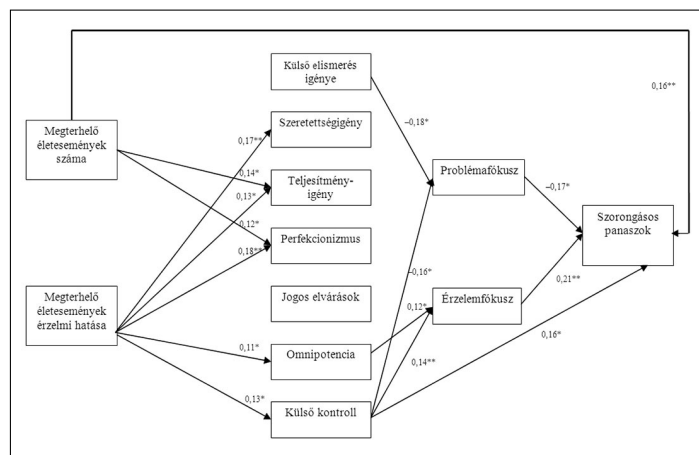 Külső elismerés
igénye
0,16**
–0,18*
Megterhelő
életesemények
száma
Szeretettségigény
0,17**
0,14*
Teljesítmény-
igény
0,13*
Problémafókusz
–0,17*
0,12*
Perfekcionizmus
0,18**
Szorongásos
panaszok
–0,16*
0,21**
Megterhelő
életesemények
érzelmi hatása
Jogos elvárások
0,12*
Érzelemfókusz
0,11*
Omnipotencia
0,14**
0,16*
0,13*
Külső kontroll